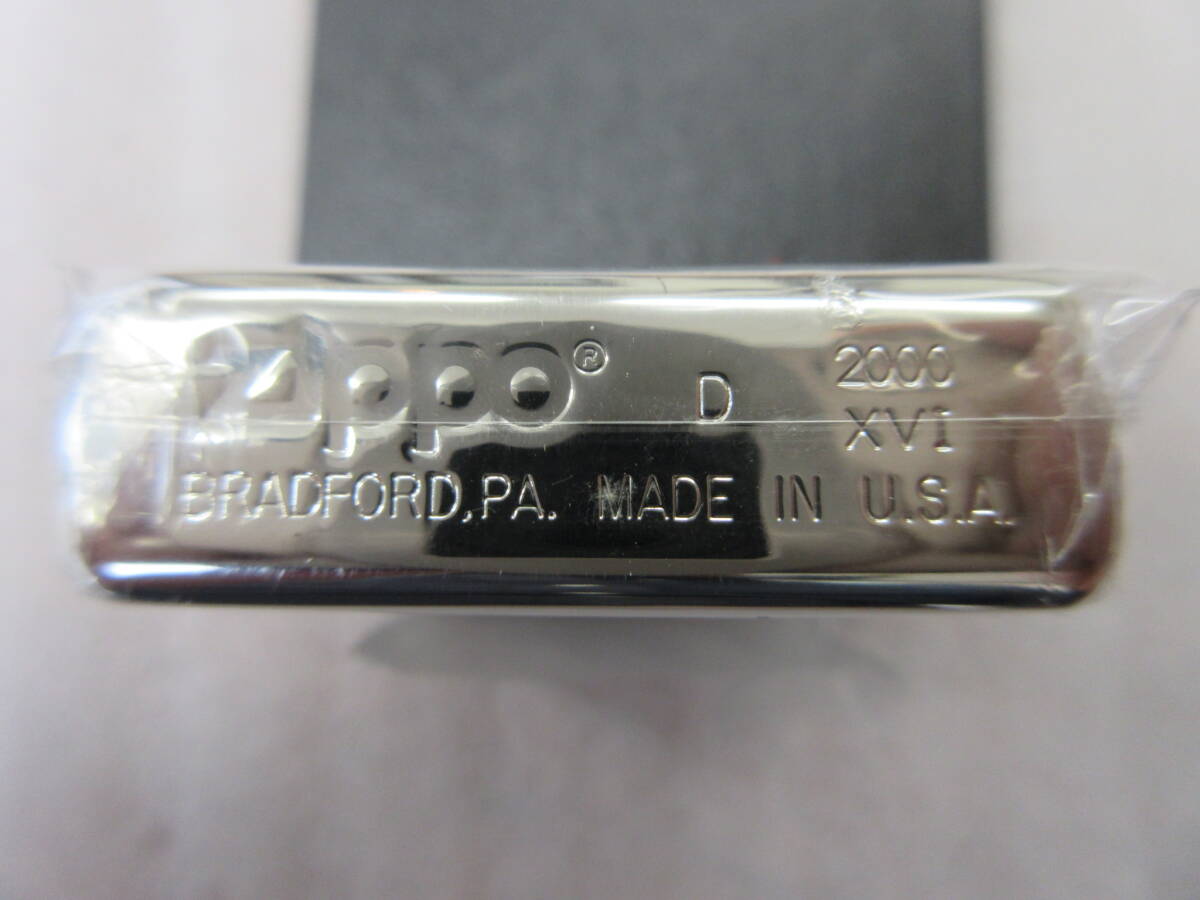 Zippo® D 2000
XVI
BRADFORD,PA. MADE IN U.S.A.